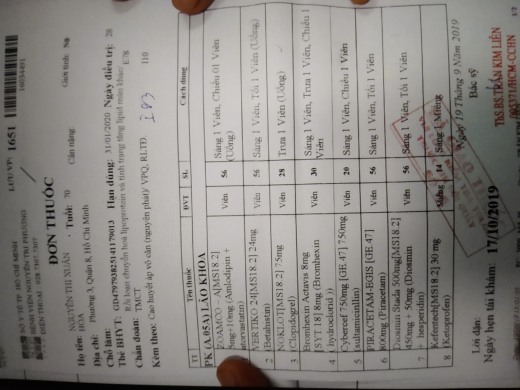 SỞ Y TẾ TP. HỒ CHÍ MINH
BỆNH VIỆN NGUYỄN TRI PHƯƠNG
ĐIỆN THOẠI : 028.7307.7307
LƯU VP: 1651
16034491
ĐƠN THUỐC
Họ tên: NGUYỄN THỊ XUÂN HÒA Tuổi: 70 Cân nặng: Giới tính: Nữ
Địa chỉ: Phường 3, Quận 8, Hồ Chí Minh
Chỗ làm:
Thẻ BHYT: GD4797938251411 79013 Hạn dùng: 31/01/2020 Ngày điều trị: 28
Chẩn đoán: Rối loạn chuyển hoá lipoprotein và tình trạng tăng lipid máu khác/ E78
TMCT
Kèm theo: Cao huyết áp vô căn (nguyên phát)/ VPQ, RLTĐ. I83 I10
TT Tên thuốc ĐVT SL Cách dùng
PK (A.05A) LÃO KHOA
1 ZOAMCO - A[MS18.2] 5mg+10mg (Amlodipin + atorvastatin) Viên 56 Sáng 1 Viên, Chiều 01 Viên (Uống)
2 VERTIKO 24[MS18.2] 24mg (Betahistin) Viên 56 Sáng 1 Viên, Tối 1 Viên (Uống)
3 NOKLOT[MS18.2] 75mg (Clopidogrel) Viên 28 Trưa 1 Viên (Uống)
4 Bromhexin Actavis 8mg [SYT.18] 8mg (Bromhexin ( hydroclorid )) Viên 30 Sáng 1 Viên, Trưa 1 Viên, Chiều 1 Viên
5 Cybercef 750mg [GE.47] 750mg (sultamicillin) Viên 20 Sáng 1 Viên, Chiều 1 Viên
6 PIRACETAM-EGIS [GE.47] 800mg (Piracetam) Viên 56 Sáng 1 Viên, Tối 1 Viên
7 Diosmin Stada 500mg[MS18.2] 450mg + 50mg (Diosmin + hesperidin) Viên 56 Sáng 1 Viên, Tối 1 Viên
8 Kefentech[MS18.2] 30 mg (Ketoprofen) Miếng 14 Sáng 1 Miếng
Ngày 19 Tháng 9 Năm 2019
Lời dặn: Bác sỹ
Ngày hẹn tái khám: 17/10/2019
ThS.BS.TRẦN KIM LIÊN
005371/HCM-CCHN
1/2